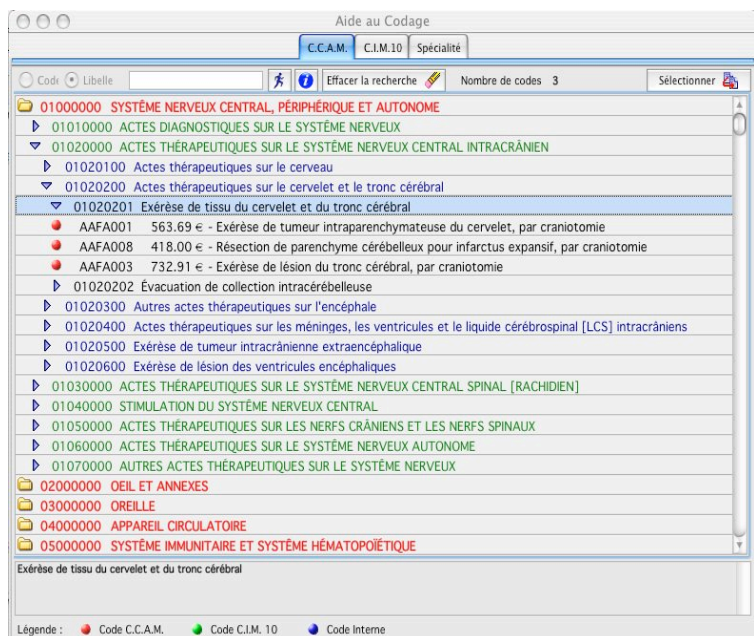 Aide au Codage
C.C.A.M. C.I.M.10 Spécialité
Code Libelle Effacer la recherche Nombre de codes 3 Sélectionner
01000000 SYSTÊME NERVEUX CENTRAL, PÉRIPHÉRIQUE ET AUTONOME
01010000 ACTES DIAGNOSTIQUES SUR LE SYSTÊME NERVEUX
01020000 ACTES THÉRAPEUTIQUES SUR LE SYSTÊME NERVEUX CENTRAL INTRACRÂNIEN
01020100 Actes thérapeutiques sur le cerveau
01020200 Actes thérapeutiques sur le cervelet et le tronc cérébral
01020201 Exérèse de tissu du cervelet et du tronc cérébral
AAFA001 563.69 € - Exérèse de tumeur intraparenchymateuse du cervelet, par craniotomie
AAFA008 418.00 € - Résection de parenchyme cérébelleux pour infarctus expansif, par craniotomie
AAFA003 732.91 € - Exérèse de lésion du tronc cérébral, par craniotomie
01020202 Évacuation de collection intracérébelleuse
01020300 Autres actes thérapeutiques sur l'encéphale
01020400 Actes thérapeutiques sur les méninges, les ventricules et le liquide cérébrospinal [LCS] intracrâniens
01020500 Exérèse de tumeur intracrânienne extraencéphalique
01020600 Exérèse de lésion des ventricules encéphaliques
01030000 ACTES THÉRAPEUTIQUES SUR LE SYSTÊME NERVEUX CENTRAL SPINAL [RACHIDIEN]
01040000 STIMULATION DU SYSTÊME NERVEUX CENTRAL
01050000 ACTES THÉRAPEUTIQUES SUR LES NERFS CRÂNIENS ET LES NERFS SPINAUX
01060000 ACTES THÉRAPEUTIQUES SUR LE SYSTÊME NERVEUX AUTONOME
01070000 AUTRES ACTES THÉRAPEUTIQUES SUR LE SYSTÊME NERVEUX
02000000 OEIL ET ANNEXES
03000000 OREILLE
04000000 APPAREIL CIRCULATOIRE
05000000 SYSTÊME IMMUNITAIRE ET SYSTÊME HÉMATOPOÏÉTIQUE
Exérèse de tissu du cervelet et du tronc cérébral
Légende : Code C.C.A.M. Code C.I.M. 10 Code Interne